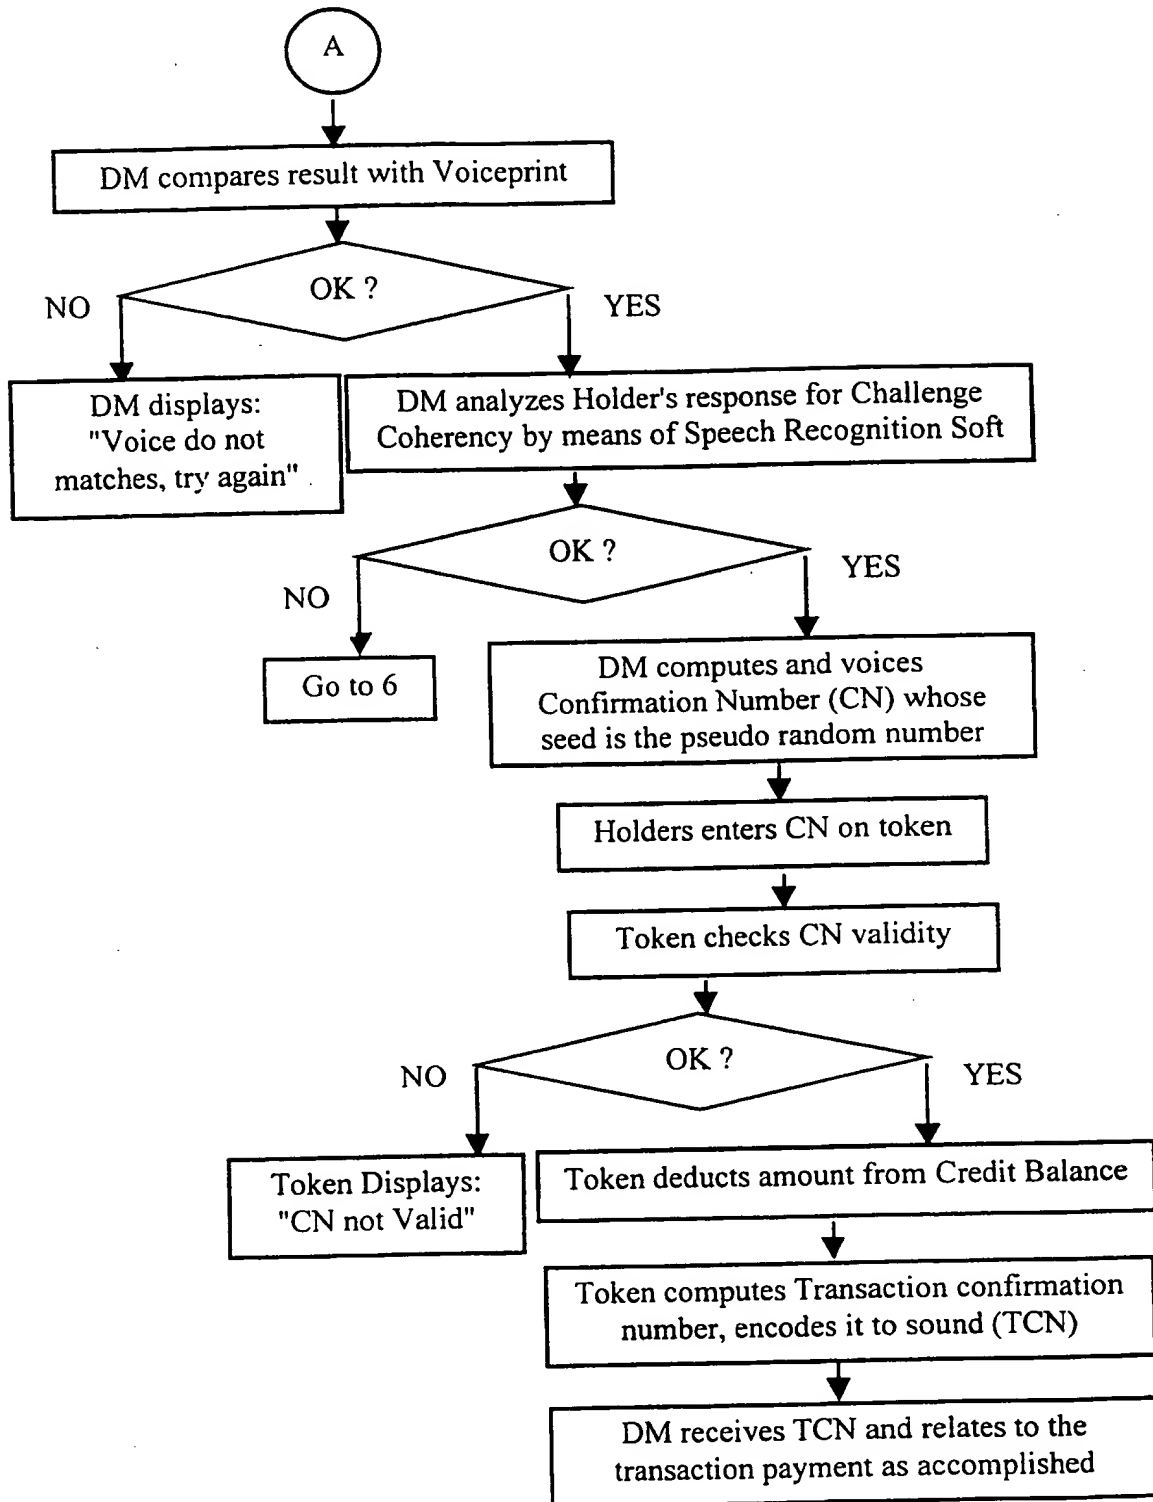 A
DM compares result with Voiceprint
OK ?
NO
YES
DM displays:
"Voice do not
matches, try again"
DM analyzes Holder's response for Challenge
Coherency by means of Speech Recognition Soft
OK ?
NO
YES
Go to 6
DM computes and voices
Confirmation Number (CN) whose
seed is the pseudo random number
Holders enters CN on token
Token checks CN validity
OK ?
NO
YES
Token Displays:
"CN not Valid"
Token deducts amount from Credit Balance
Token computes Transaction confirmation
number, encodes it to sound (TCN)
DM receives TCN and relates to the
transaction payment as accomplished